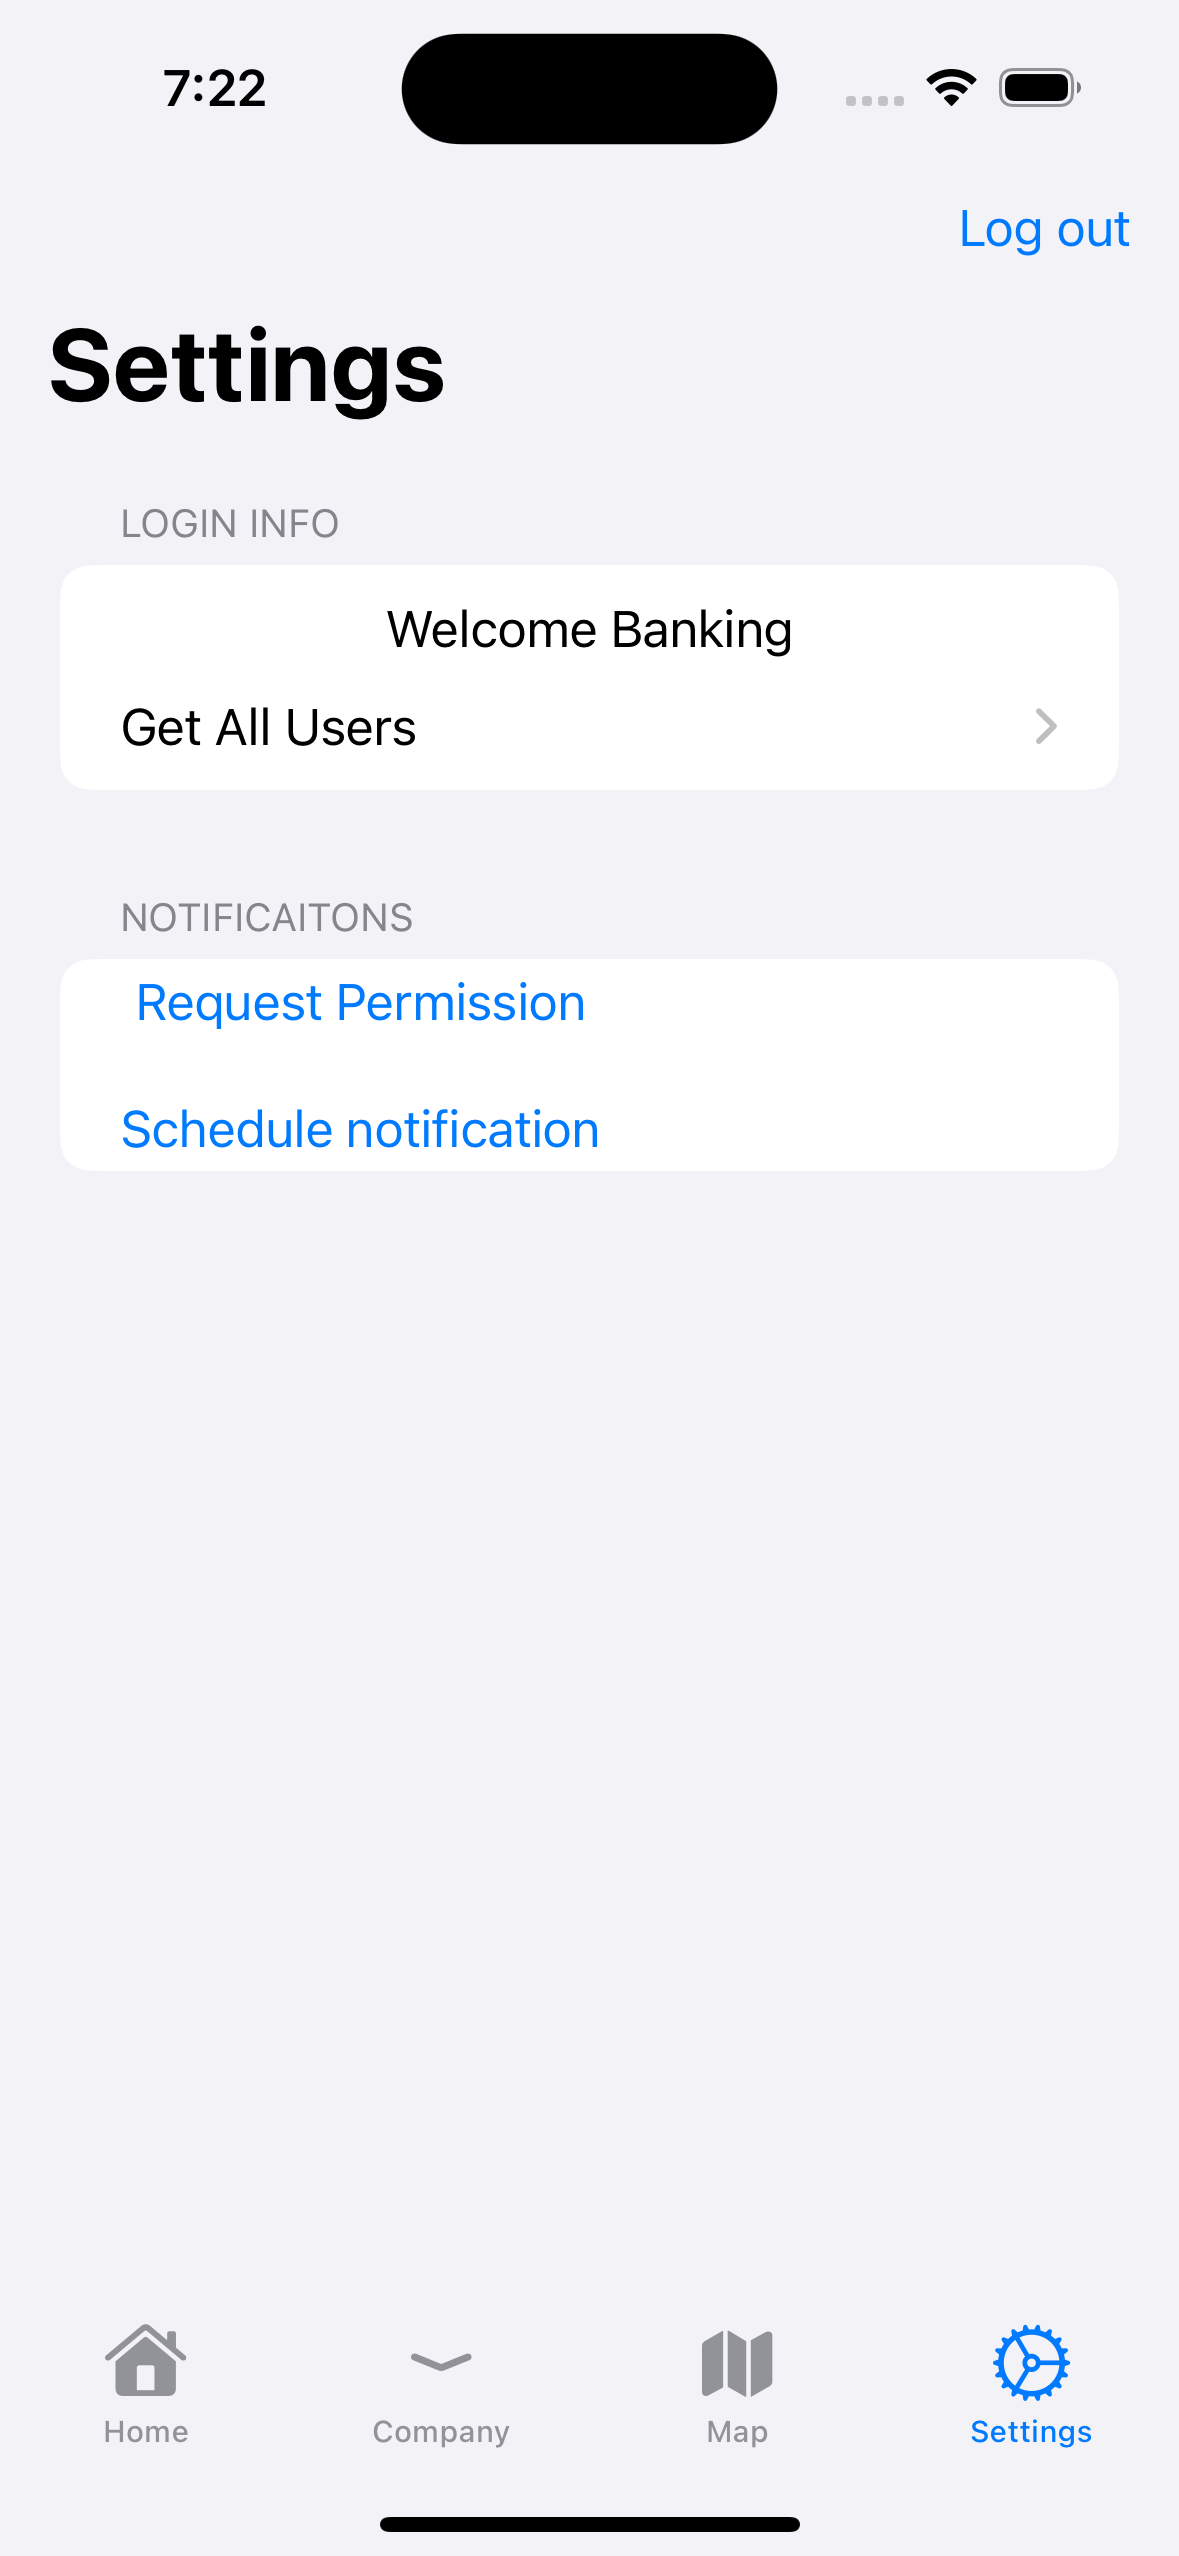 7:22
Log out
Settings
LOGIN INFO
Welcome Banking
Get All Users
NOTIFICAITONS
Request Permission
Schedule notification
Home
Company
Map
Settings